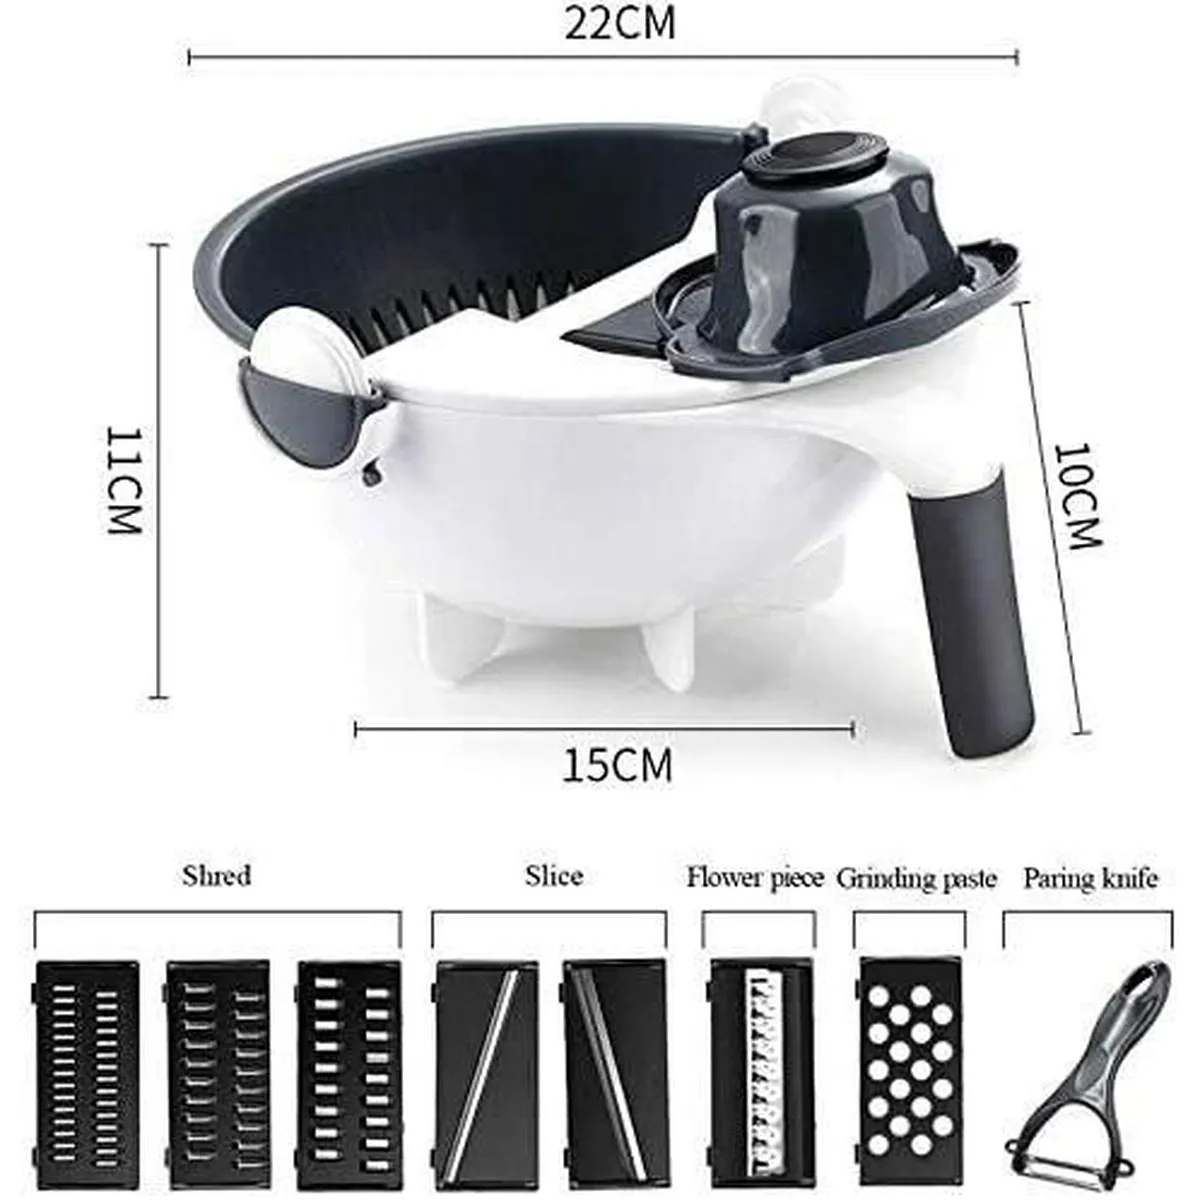 22CM
11CM
10CM
15CM
Shred
Slice
Flower piece
Grinding paste
Paring knife